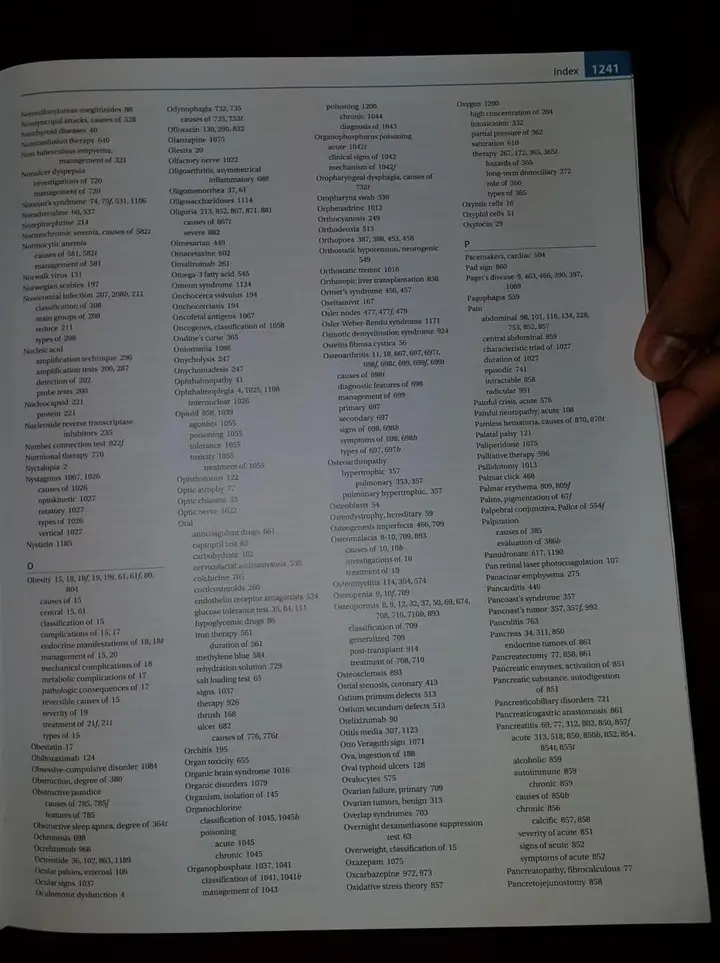 Index 1241
Nonsulfonylureas-meglitinides 88
Nonsyncopal attacks, causes of 528
Nonthyroid diseases 40
Nontransfusion therapy 646
Non tuberculous empyema,
management of 321
Nonulcer dyspepsia
investigations of 720
management of 720
Noonan's syndrome 74, 75f, 531, 1106
Noradrenaline 60, 537
Norepinephrine 214
Normochromic anemia, causes of 582t
Normocytic anemia
causes of 581, 582t
management of 581
Norwalk virus 131
Norwegian scabies 197
Nosocomial infection 207, 208b, 211
classification of 208
main groups of 208
reduce 211
types of 208
Nucleic acid
amplification technique 296
amplification tests 200, 287
detection of 202
probe tests 200
Nucleocapsid 221
protein 221
Nucleoside reverse transcriptase
inhibitors 235
Number connection test 822f
Nutritional therapy 770
Nyctalopia 2
Nystagmus 1007, 1026
causes of 1026
optokinetic 1027
rotatory 1027
types of 1026
vertical 1027
Nystatin 1185
O
Obesity 15, 18, 18f, 19, 19t, 61, 61f, 80,
604
causes of 15
central 15, 61
classification of 15
complications of 15, 17
endocrine manifestations of 18, 18t
management of 15, 20
mechanical complications of 18
metabolic complications of 17
pathologic consequences of 17
reversible causes of 15
severity of 19
treatment of 21f, 21t
types of 15
Obestatin 17
Obiltoxaximab 124
Obsessive-compulsive disorder 1084
Obstruction, degree of 380
Obstructive jaundice
causes of 785, 785f
features of 785
Obstructive sleep apnea, degree of 364t
Ochronosis 698
Ocrelizumab 966
Octreotide 36, 102, 863, 1189
Ocular palsies, external 106
Ocular signs 1037
Oculomotor dysfunction 4
Odynophagia 732, 735
causes of 735, 733t
Ofloxacin 130, 290, 832
Olanzapine 1075
Olestra 20
Olfactory nerve 1022
Oligoarthritis, asymmetrical
inflammatory 688
Oligomenorrhea 37, 61
Oligosaccharidoses 1114
Oliguria 213, 852, 867, 871, 881
causes of 867t
severe 882
Olmesartan 440
Omacetaxine 602
Omalizumab 261
Omega-3 fatty acid 545
Omenn syndrome 1124
Onchocerca volvulus 194
Onchocerciasis 194
Oncofetal antigens 1067
Oncogenes, classification of 1058
Ondine's curse 365
Oniomania 1086
Onycholysis 247
Onychomadesis 247
Ophthalmopathy 41
Ophthalmoplegia 4, 1025, 1108
internuclear 1026
Opioid 858, 1039
agonists 1055
poisoning 1055
tolerance 1055
toxicity 1055
treatment of 1055
Opisthotonus 122
Optic atrophy 77
Optic chiasma 33
Optic nerve 1022
Oral
anticoagulant drugs 661
captopril test 65
carbohydrate 102
cervicofacial actinomycosis 338
colchicine 705
corticosteroids 260
endothelin receptor antagonists 524
glucose tolerance test 35, 84, 111
hypoglycemic drugs 86
iron therapy 561
duration of 561
methylene blue 584
rehydration solution 729
salt loading test 65
signs 1037
therapy 926
thrush 168
ulcer 682
causes of 776, 776t
Orchitis 195
Organ toxicity 655
Organic brain syndrome 1016
Organic disorders 1079
Organism, isolation of 145
Organochlorine
classification of 1045, 1045b
poisoning
acute 1045
chronic 1045
Organophosphate 1037, 1041
classification of 1041, 1041b
management of 1043
poisoning 1200
chronic 1044
diagnosis of 1043
Organophosphorus poisoning
acute 1042t
clinical signs of 1042
mechanism of 1042f
Oropharyngeal dysphagia, causes of
732t
Oropharynx swab 330
Orphenadrine 1012
Orthocyanosis 249
Orthodeoxia 513
Orthopnea 387, 388, 453, 458
Orthostatic hypotension, neurogenic
549
Orthostatic tremor 1016
Orthotropic liver transplantation 838
Ortner's syndrome 456, 457
Oseltamivir 167
Osler nodes 477, 477f, 479
Osler-Weber-Rendu syndrome 1171
Osmotic demyelination syndrome 924
Osteitis fibrosa cystica 56
Osteoarthritis 11, 18, 667, 697, 697t,
698f, 698t, 699, 699f, 699t
causes of 698t
diagnostic features of 698
management of 699
primary 697
secondary 697
signs of 698, 698b
symptoms of 698, 698b
types of 697, 697b
Osteoarthropathy
hypertrophic 357
pulmonary 353, 357
pulmonary hypertrophic, 357
Osteoblasts 54
Osteodystrophy, hereditary 59
Osteogenesis imperfecta 466, 709
Osteomalacia 8-10, 709, 893
causes of 10, 10b
investigations of 10
treatment of 10
Osteomyelitis 114, 304, 574
Osteopenia 9, 10f, 709
Osteoporosis 8, 9, 12, 32, 37, 50, 69, 674,
708, 710, 710b, 893
classification of 709
generalized 709
post-transplant 914
treatment of 708, 710
Osteosclerosis 893
Ostial stenosis, coronary 413
Ostium primum defects 513
Ostium secundum defects 513
Otelixizumab 90
Otitis media 307, 1123
Otto Veraguth sign 1071
Ova, ingestion of 188
Oval typhoid ulcers 128
Ovalocytes 575
Ovarian failure, primary 709
Ovarian tumors, benign 313
Overlap syndromes 703
Overnight dexamethasone suppression
test 63
Overweight, classification of 15
Oxazepam 1075
Oxcarbazepine 972, 973
Oxidative stress theory 857
Oxygen 1200
high concentration of 264
intoxication 332
partial pressure of 362
saturation 610
therapy 267, 172, 365, 365t
hazards of 365
long-term domiciliary 272
role of 360
types of 365
Oxyntic cells 16
Oxyphil cells 51
Oxytocin 29
P
Pacemakers, cardiac 504
Pad sign 860
Paget's disease 9, 463, 466, 390, 397,
1069
Pagophagia 559
Pain
abdominal 98, 101, 116, 134, 228,
753, 852, 857
central abdominal 859
characteristic triad of 1027
duration of 1027
episodic 741
intractable 858
radicular 991
Painful crisis, acute 576
Painful neuropathy, acute 108
Painless hematuria, causes of 870, 870t
Palatal palsy 121
Paliperidone 1075
Palliative therapy 596
Pallidotomy 1013
Palmar click 468
Palmar erythema 809, 809f
Palms, pigmentation of 67f
Palpebral conjunctiva, Pallor of 554f
Palpitation
causes of 385
evaluation of 386b
Pamidronate 617, 1190
Pan retinal laser photocoagulation 107
Panacinar emphysema 275
Pancarditis 446
Pancoast's syndrome 357
Pancoast's tumor 357, 357f, 992
Pancolitis 763
Pancreas 34, 311, 850
endocrine tumors of 861
Pancreatectomy 77, 858, 861
Pancreatic enzymes, activation of 851
Pancreatic substance, autodigestion
of 851
Pancreaticobiliary disorders 721
Pancreaticogastric anastomosis 861
Pancreatitis 69, 77, 312, 802, 850, 857f
acute 313, 518, 850, 850b, 852, 854,
854t, 855t
alcoholic 859
autoimmune 859
chronic 859
causes of 850b
chronic 856
calcific 857, 858
severity of acute 851
signs of acute 852
symptoms of acute 852
Pancreatopathy, fibrocalculous 77
Pancretojejunostomy 858